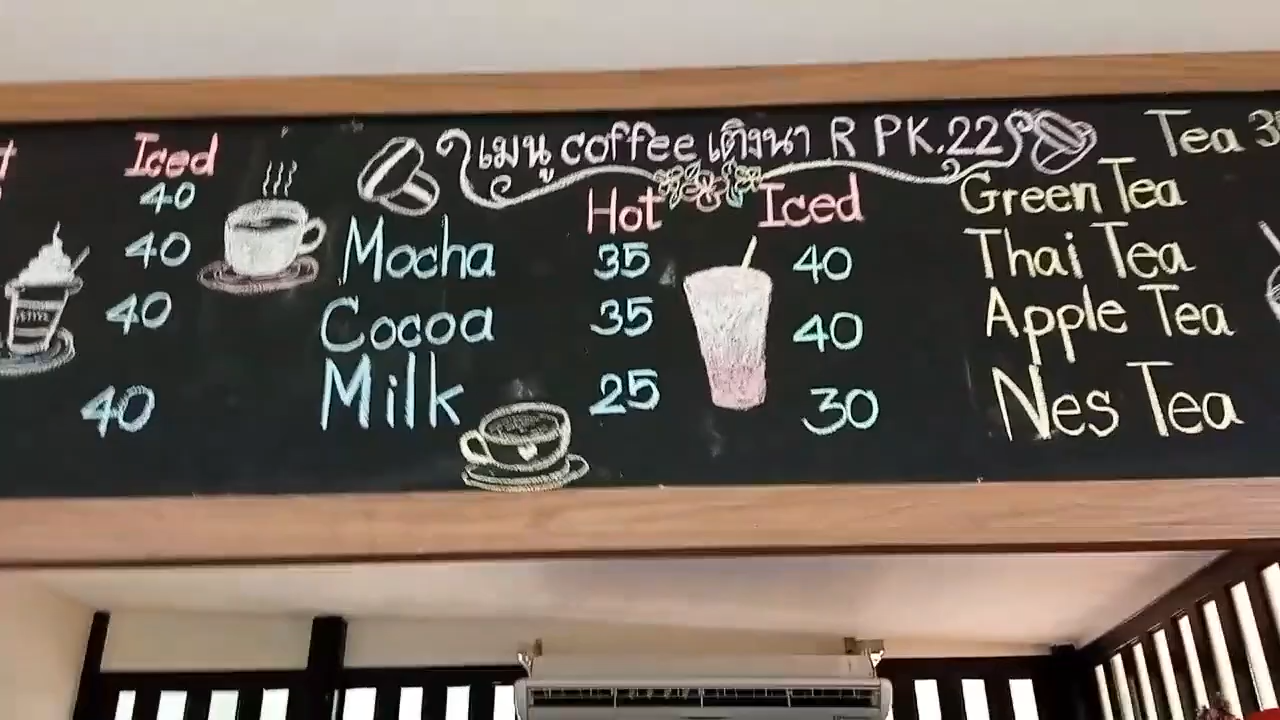 เมนู coffee เติงนา R PK.22
Iced
40
40
40
40
Hot Iced
Mocha 35 40
Cocoa 35 40
Milk 25 30
Tea
Green Tea
Thai Tea
Apple Tea
Nes Tea